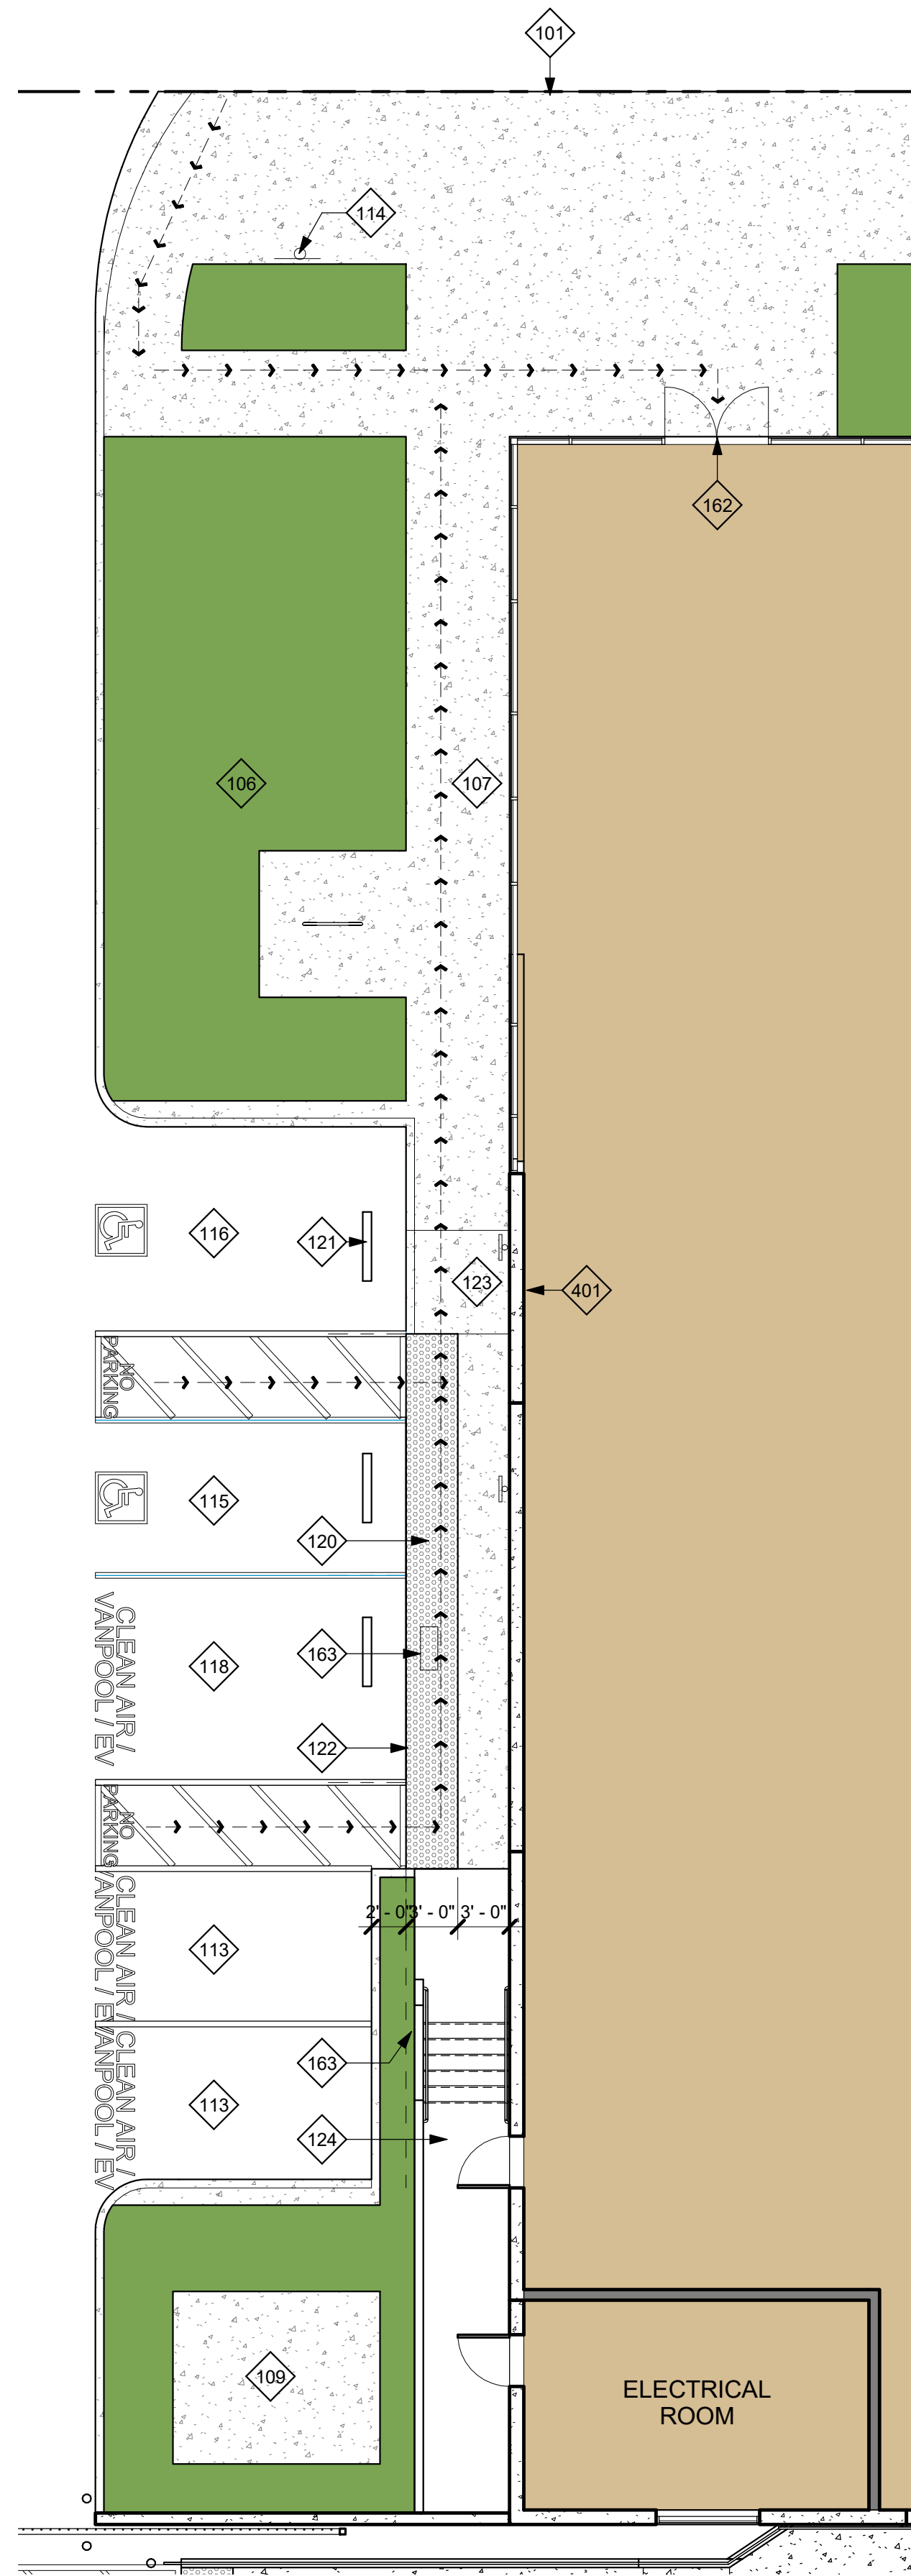 101
114
162
106
107
116
121
123
401
NO
PARKING
115
120
CLEAN AIR /
VANPOOL / EV
118
163
122
NO
PARKING
2' - 0"
3' - 0"
3' - 0"
CLEAN AIR /
VANPOOL / EV
113
163
CLEAN AIR /
VANPOOL / EV
113
124
109
ELECTRICAL
ROOM